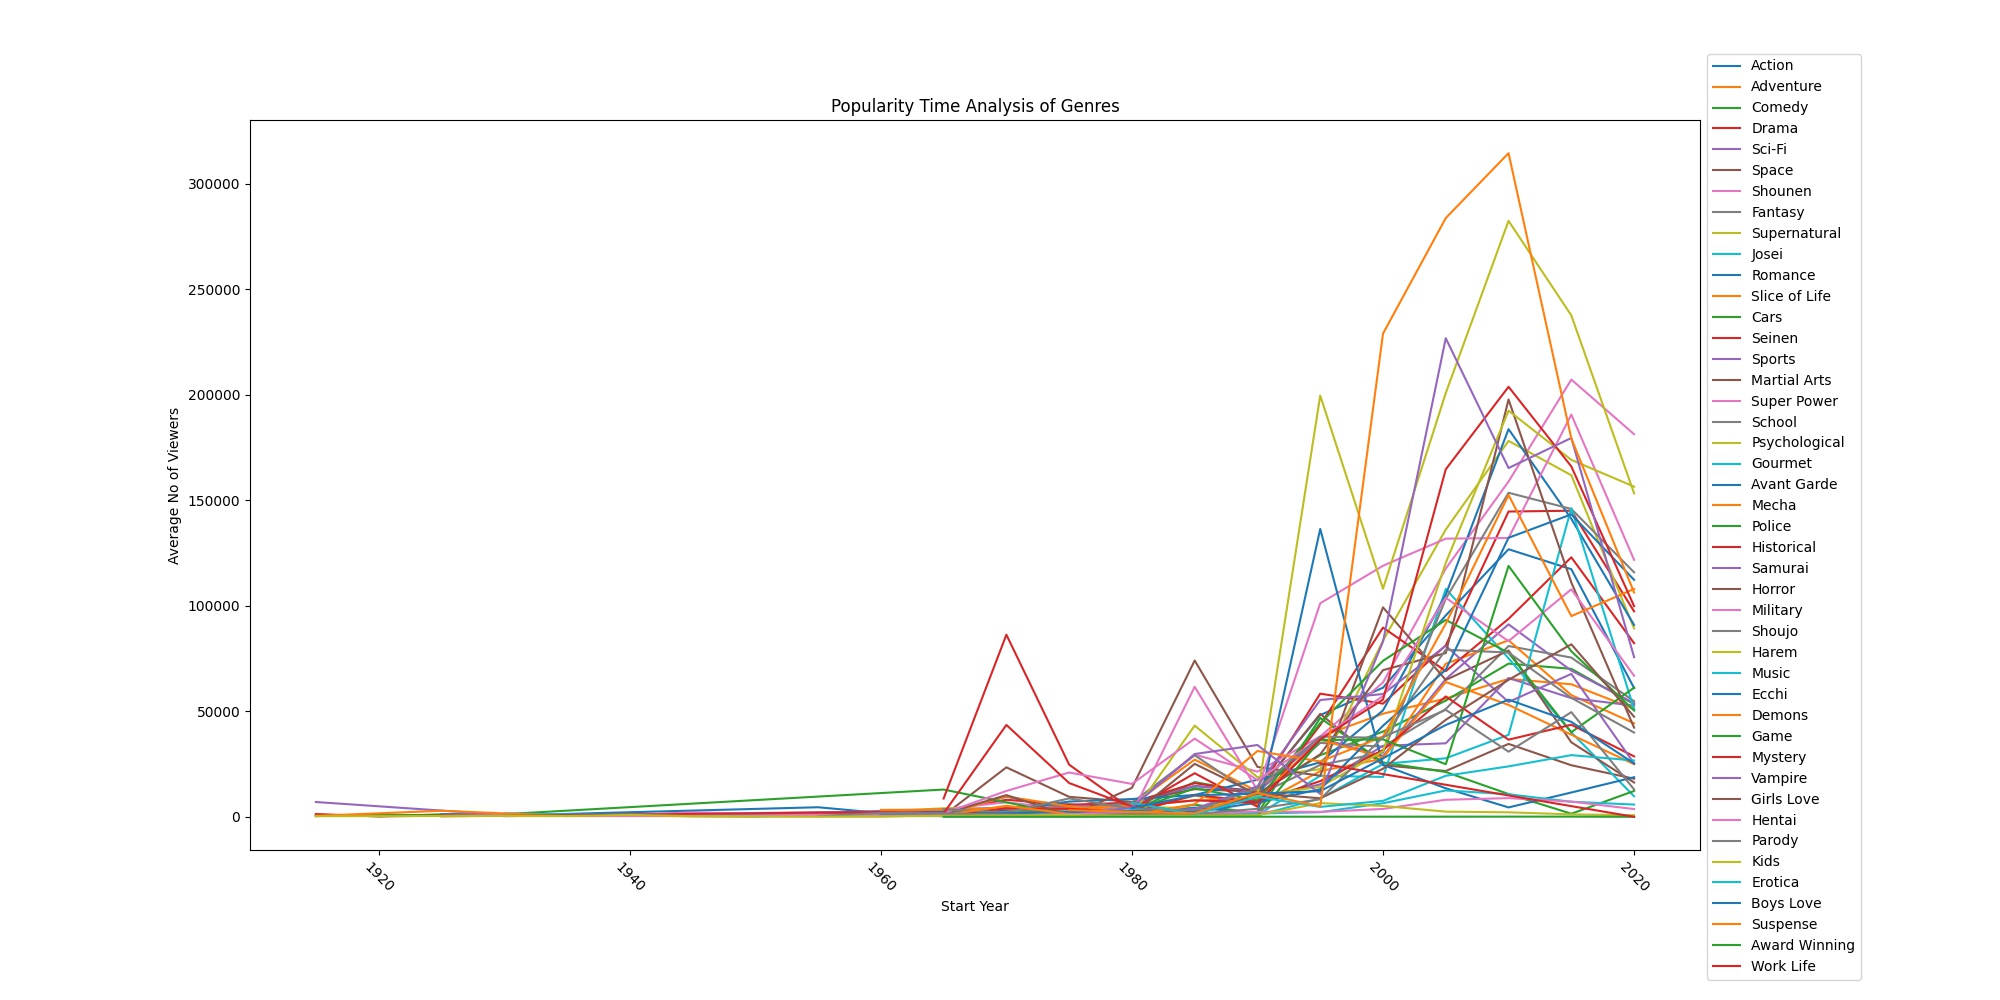 Popularity Time Analysis of Genres
300000
250000
200000
150000
100000
50000
0
Average No of Viewers
1920
1940
1960
1980
2000
2020
Start Year
Action
Adventure
Comedy
Drama
Sci-Fi
Space
Shounen
Fantasy
Supernatural
Josei
Romance
Slice of Life
Cars
Seinen
Sports
Martial Arts
Super Power
School
Psychological
Gourmet
Avant Garde
Mecha
Police
Historical
Samurai
Horror
Military
Shoujo
Harem
Music
Ecchi
Demons
Game
Mystery
Vampire
Girls Love
Hentai
Parody
Kids
Erotica
Boys Love
Suspense
Award Winning
Work Life